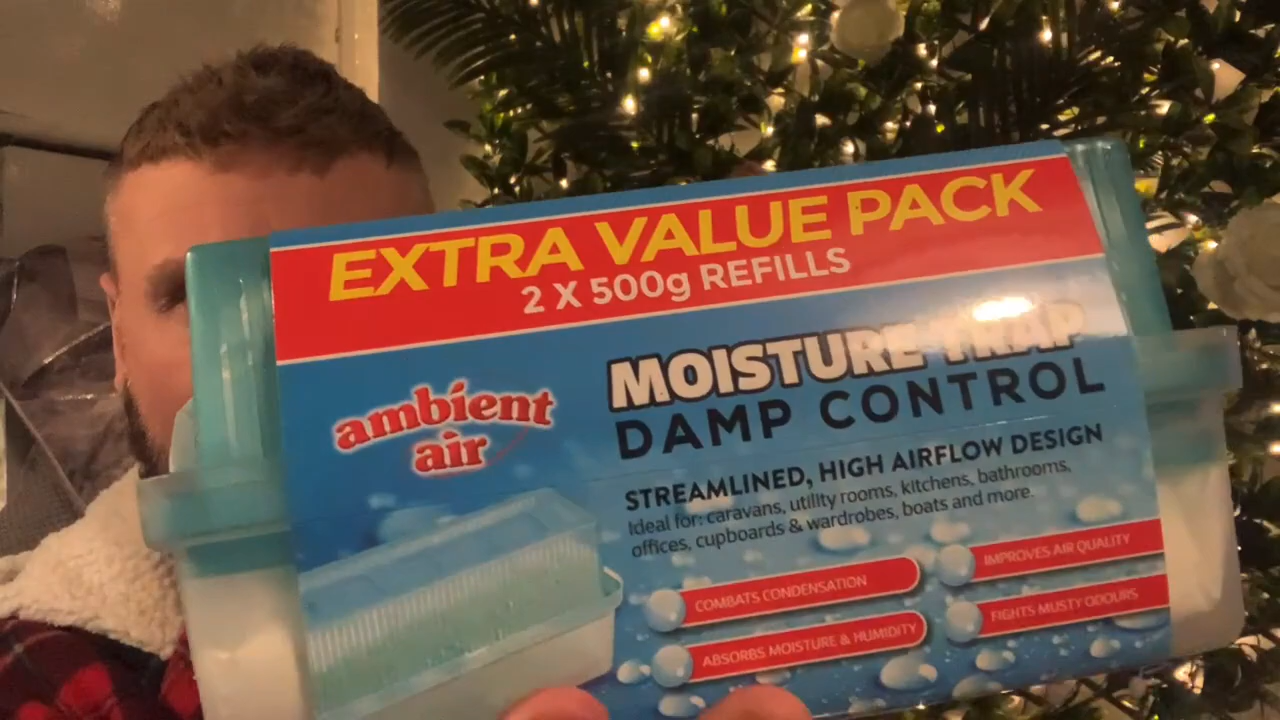 EXTRA VALUE PACK
2 X 500g REFILLS
ambient
air
MOISTURE TRAP
DAMP CONTROL
STREAMLINED, HIGH AIRFLOW DESIGN
Ideal for: caravans, utility rooms, kitchens, bathrooms,
offices, cupboards & wardrobes, boats and more.
COMBATS CONDENSATION
IMPROVES AIR QUALITY
ABSORBS MOISTURE & HUMIDITY
FIGHTS MUSTY ODOURS